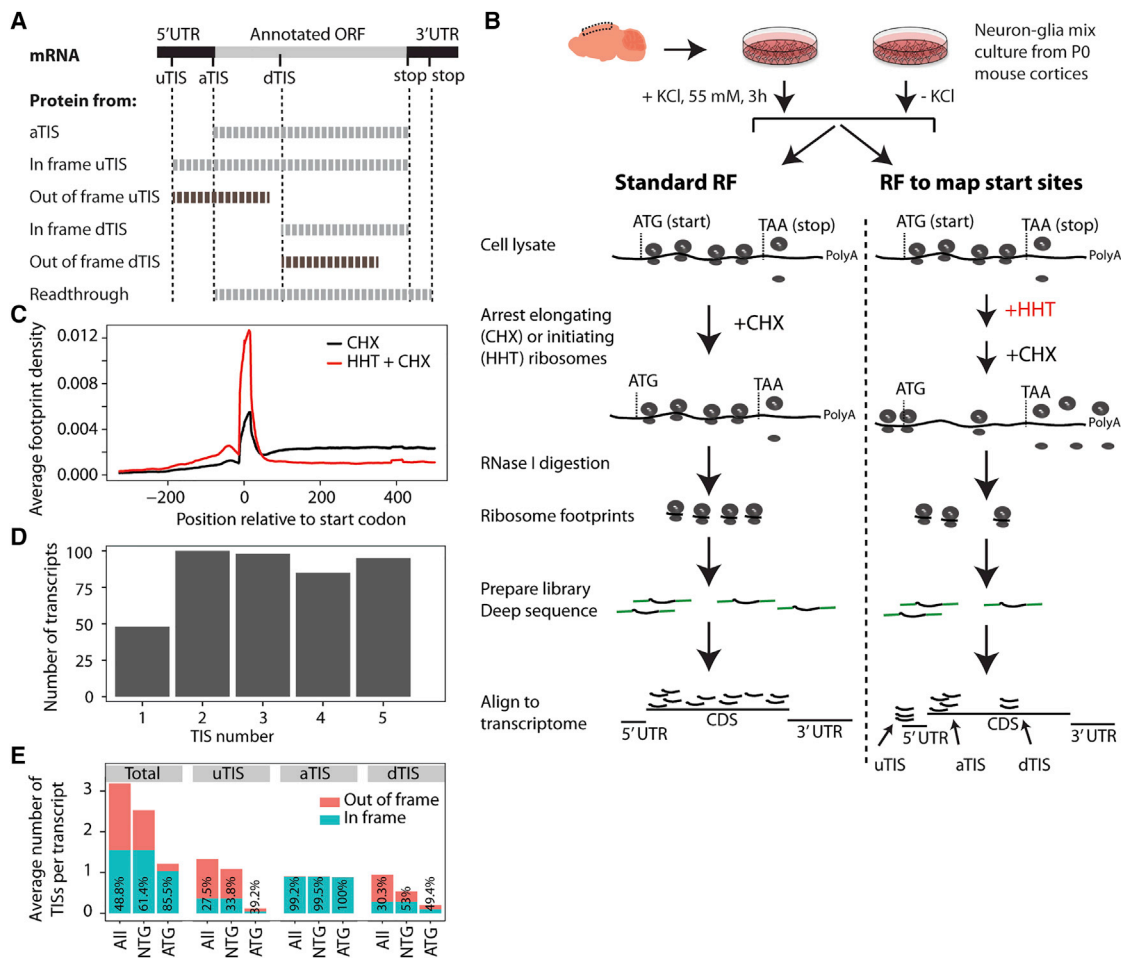 A
5'UTR Annotated ORF 3'UTR
mRNA
uTIS aTIS dTIS stop stop
Protein from:
aTIS
In frame uTIS
Out of frame uTIS
In frame dTIS
Out of frame dTIS
Readthrough
B
Neuron-glia mix
culture from P0
mouse cortices
+ KCl, 55 mM, 3h
- KCl
Standard RF
RF to map start sites
Cell lysate
ATG (start)
TAA (stop)
PolyA
ATG (start)
TAA (stop)
PolyA
Arrest elongating
(CHX) or initiating
(HHT) ribosomes
+CHX
+HHT
+CHX
ATG
TAA
PolyA
ATG
TAA
PolyA
RNase I digestion
Ribosome footprints
Prepare library
Deep sequence
Align to
transcriptome
CDS
5' UTR
3' UTR
CDS
5' UTR
3' UTR
uTIS
aTIS
dTIS
C
Average footprint density
0.012
0.008
0.004
0.000
CHX
HHT + CHX
−200 0 200 400
Position relative to start codon
D
Number of transcripts
100
75
50
25
0
1 2 3 4 5
TIS number
E
Average number of
TISs per transcript
3
2
1
0
Total uTIS aTIS dTIS
Out of frame
In frame
48.8% 61.4% 85.5% 27.5% 33.8% 39.2% 99.2% 99.5% 100% 30.3% 53% 49.4%
All NTG ATG All NTG ATG All NTG ATG All NTG ATG